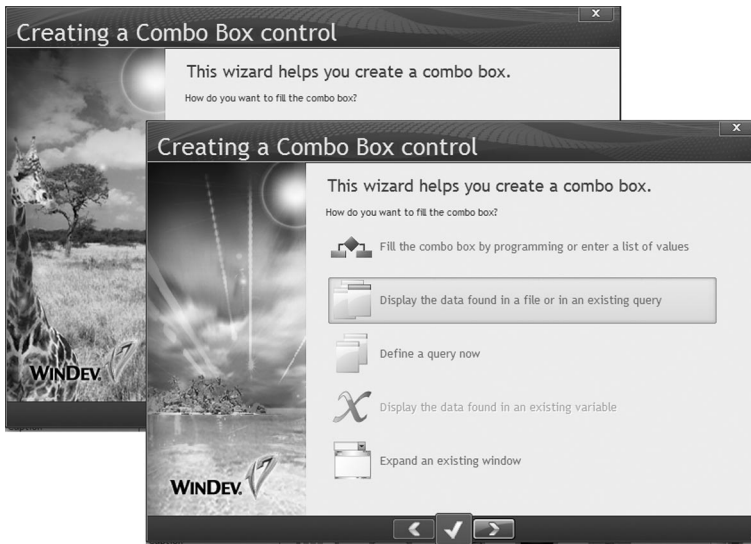 X
Creating a Combo Box control
This wizard helps you create a combo box.
How do you want to fill the combo box?
WINDEV. 17
X
Creating a Combo Box control
This wizard helps you create a combo box.
How do you want to fill the combo box?
Fill the combo box by programming or enter a list of values
Display the data found in a file or in an existing query
Define a query now
Display the data found in an existing variable
Expand an existing window
WINDEV. 17